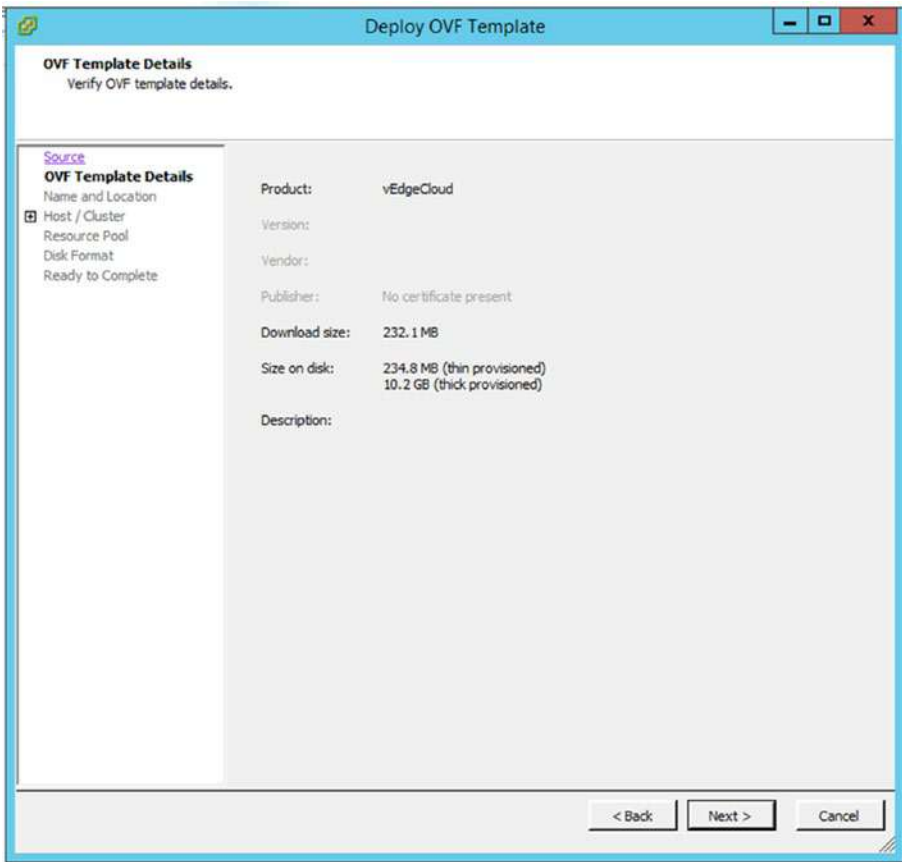 Deploy OVF Template
OVF Template Details
Verify OVF template details.
Source
OVF Template Details
Name and Location
Host / Cluster
Resource Pool
Disk Format
Ready to Complete
Product: vEdgeCloud
Version:
Vendor:
Publisher: No certificate present
Download size: 232.1 MB
Size on disk: 234.8 MB (thin provisioned)
10.2 GB (thick provisioned)
Description:
< Back Next > Cancel